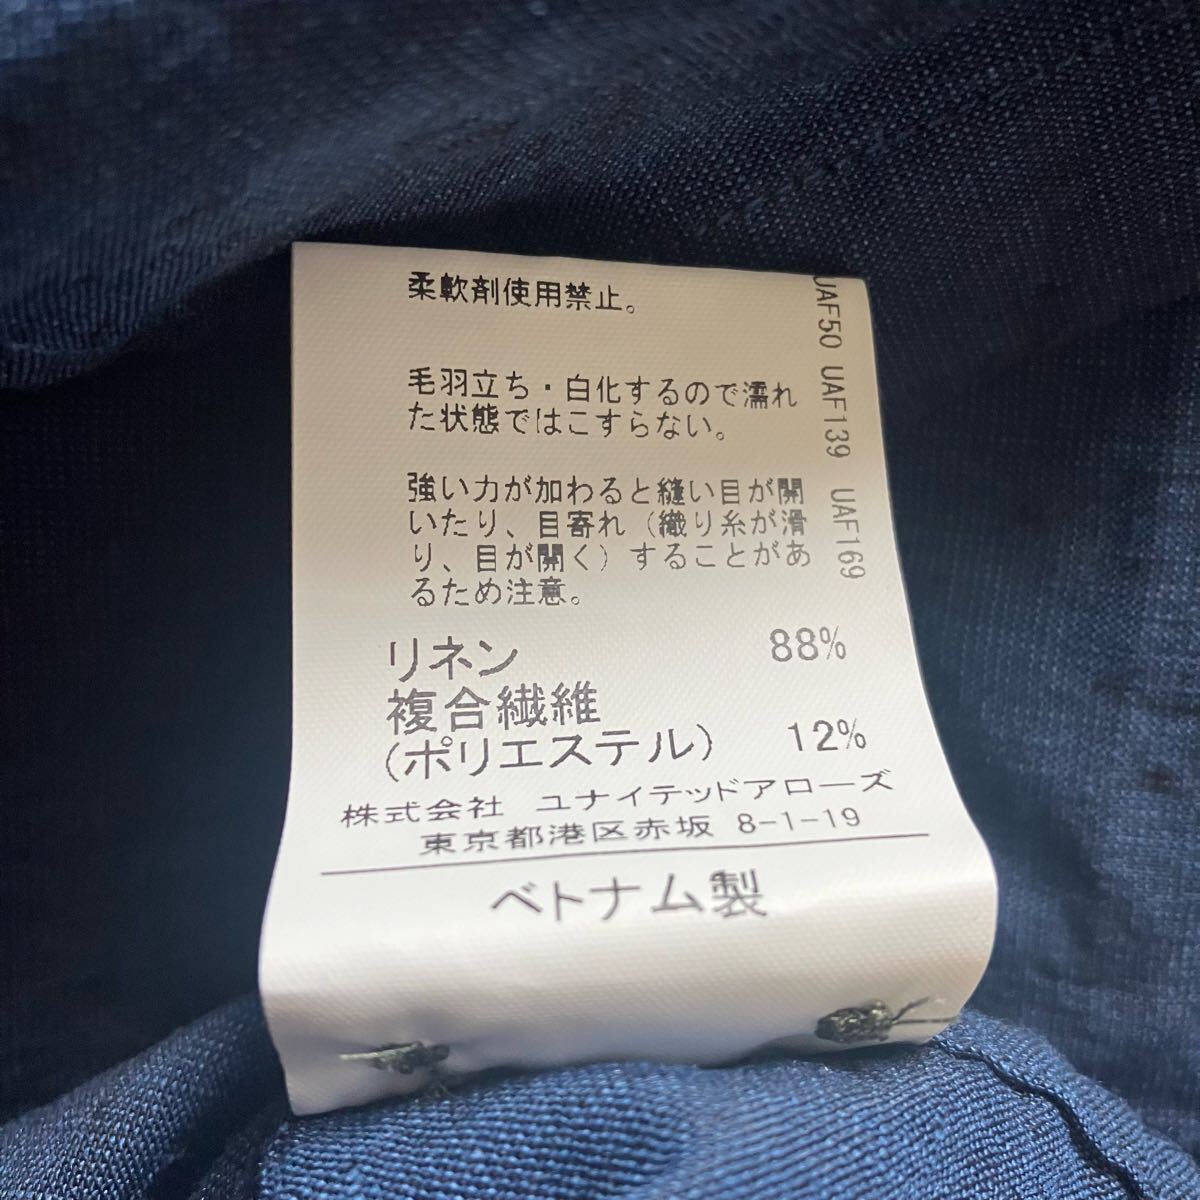 柔軟剤使用禁止。
毛羽立ち・白化するので濡れ
た状態ではこすらない。
強い力が加わると縫い目が開
いたり、目寄れ（織り糸が滑
り、目が開く）することがあ
るため注意。
リネン 88%
複合繊維
(ポリエステル) 12%
株式会社 ユナイテッドアローズ
東京都港区赤坂 8-1-19
ベトナム製
UAF50 UAF139 UAF169